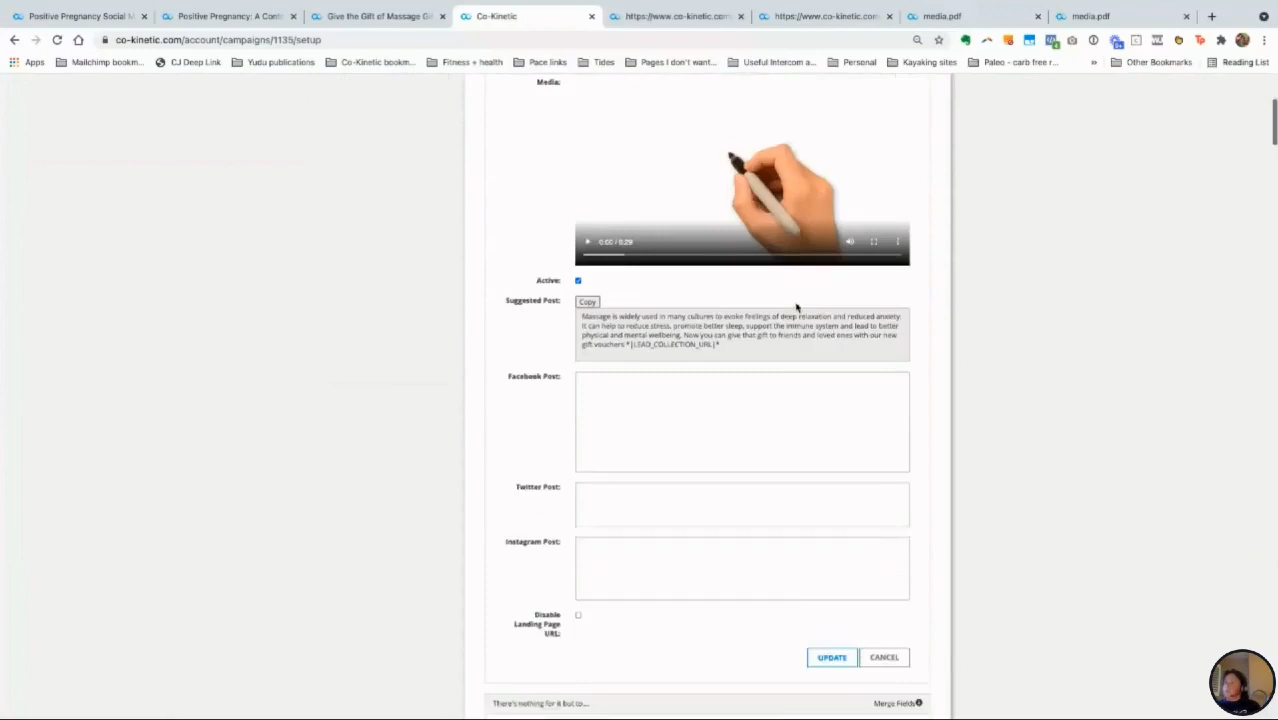 Positive Pregnancy Social M
Positive Pregnancy: A Cont
Give the Gift of Massage Gif
Co-Kinetic
https://www.co-kinetic.com
https://www.co-kinetic.com
media.pdf
media.pdf
co-kinetic.com/account/campaigns/1135/setup
Apps
Mailchimp bookm...
CJ Deep Link
Yudu publications
Co-Kinetic bookm...
Fitness + health
Pace links
Tides
Pages I don't want...
Useful Intercom a...
Personal
Kayaking sites
Paleo - carb free r...
»
Other Bookmarks
Reading List
Media:
0:00 / 0:29
Active:
Suggested Post:
Copy
Massage is widely used in many cultures to evoke feelings of deep relaxation and reduced anxiety.
It can help to reduce stress, promote better sleep, support the immune system and lead to better
physical and mental wellbeing. Now you can give that gift to friends and loved ones with our new
gift vouchers *|LEAD_COLLECTION_URL|*
Facebook Post:
Twitter Post:
Instagram Post:
Disable
Landing Page
URL:
UPDATE
CANCEL
There's nothing for it but to....
Merge Fields